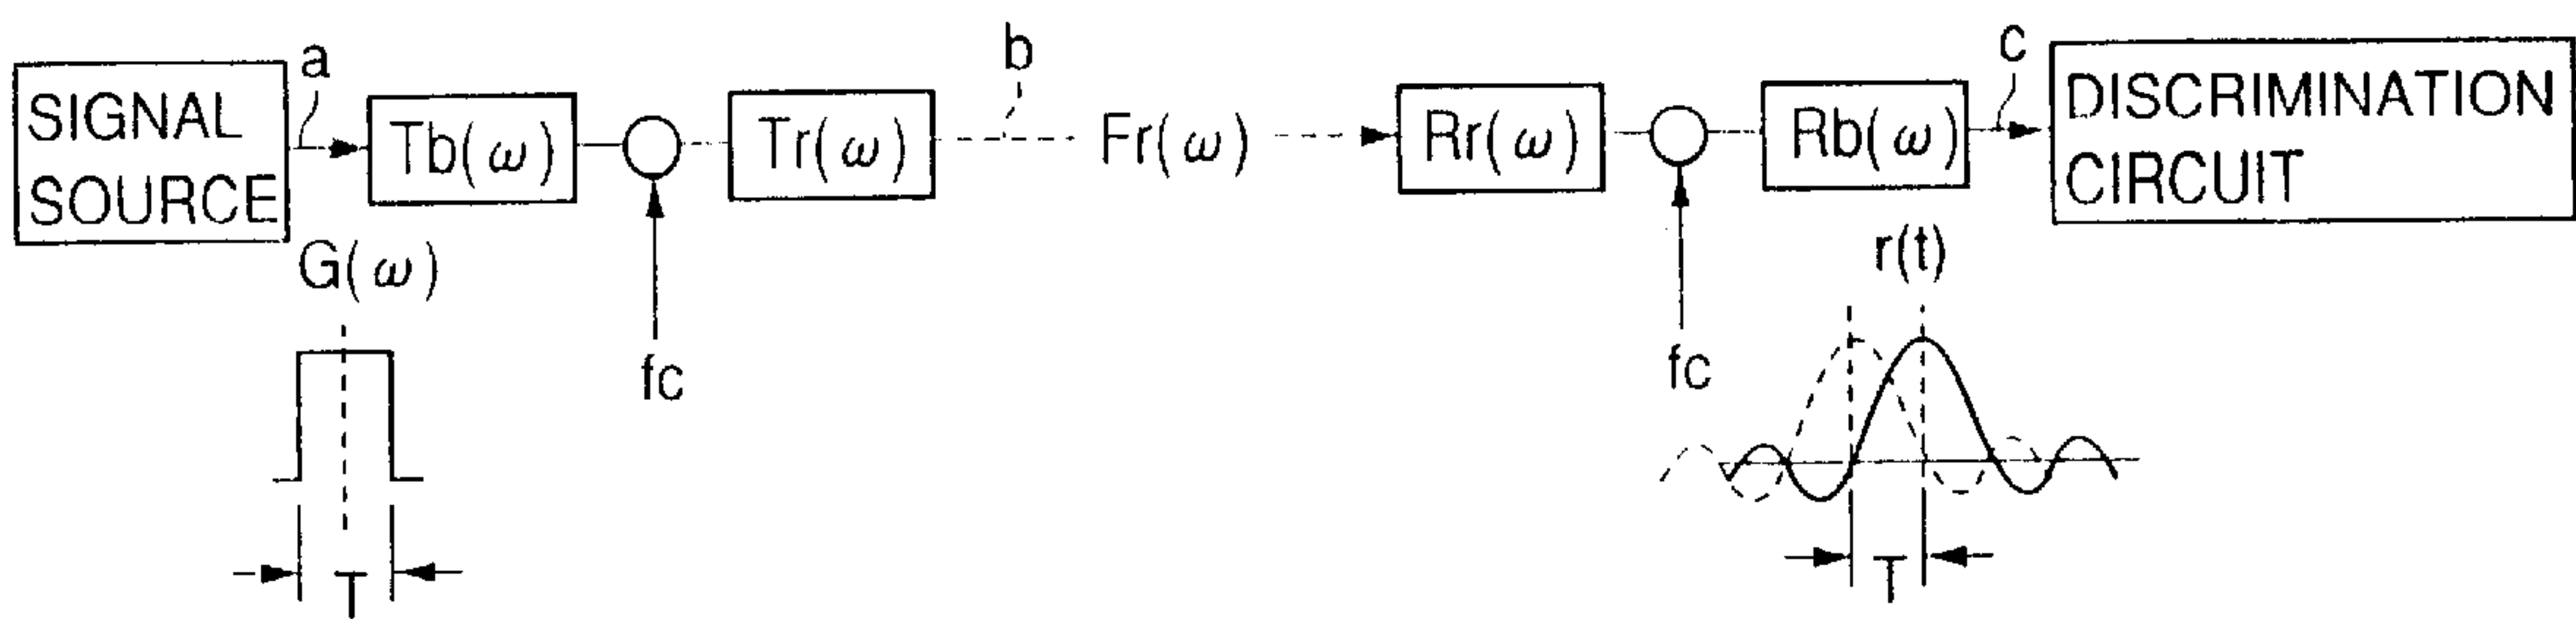 a
b
c
SIGNAL
SOURCE
Tb(ω)
Tr(ω)
Fr(ω)
Rr(ω)
Rb(ω)
DISCRIMINATION
CIRCUIT
G(ω)
r(t)
fc
fc
T
T